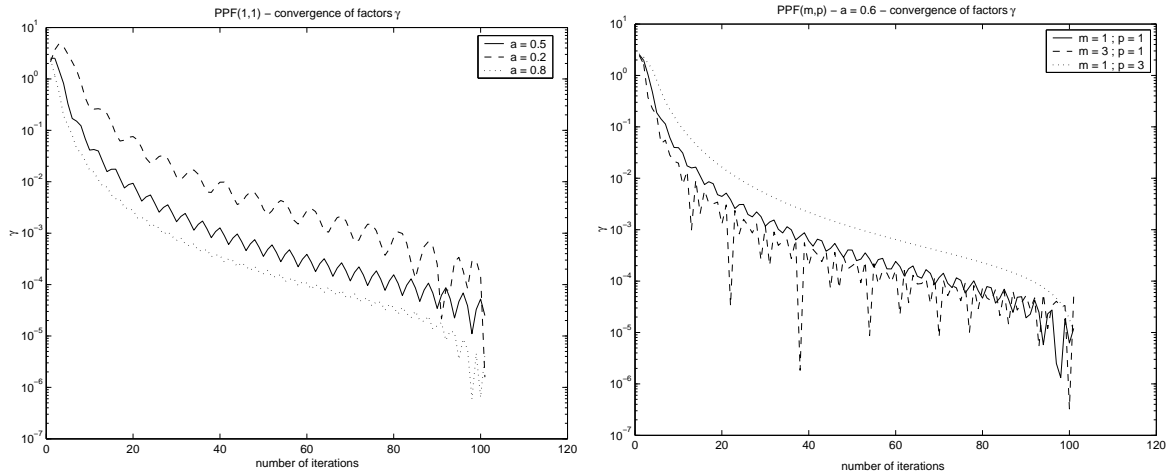 PPF(1,1) − convergence of factors γ
a = 0.5
a = 0.2
a = 0.8
10^1
10^0
10^−1
10^−2
10^−3
10^−4
10^−5
10^−6
10^−7
γ
0 20 40 60 80 100 120
number of iterations
PPF(m,p) − a = 0.6 − convergence of factors γ
m = 1 ; p = 1
m = 3 ; p = 1
m = 1 ; p = 3
10^1
10^0
10^−1
10^−2
10^−3
10^−4
10^−5
10^−6
10^−7
γ
0 20 40 60 80 100 120
number of iterations